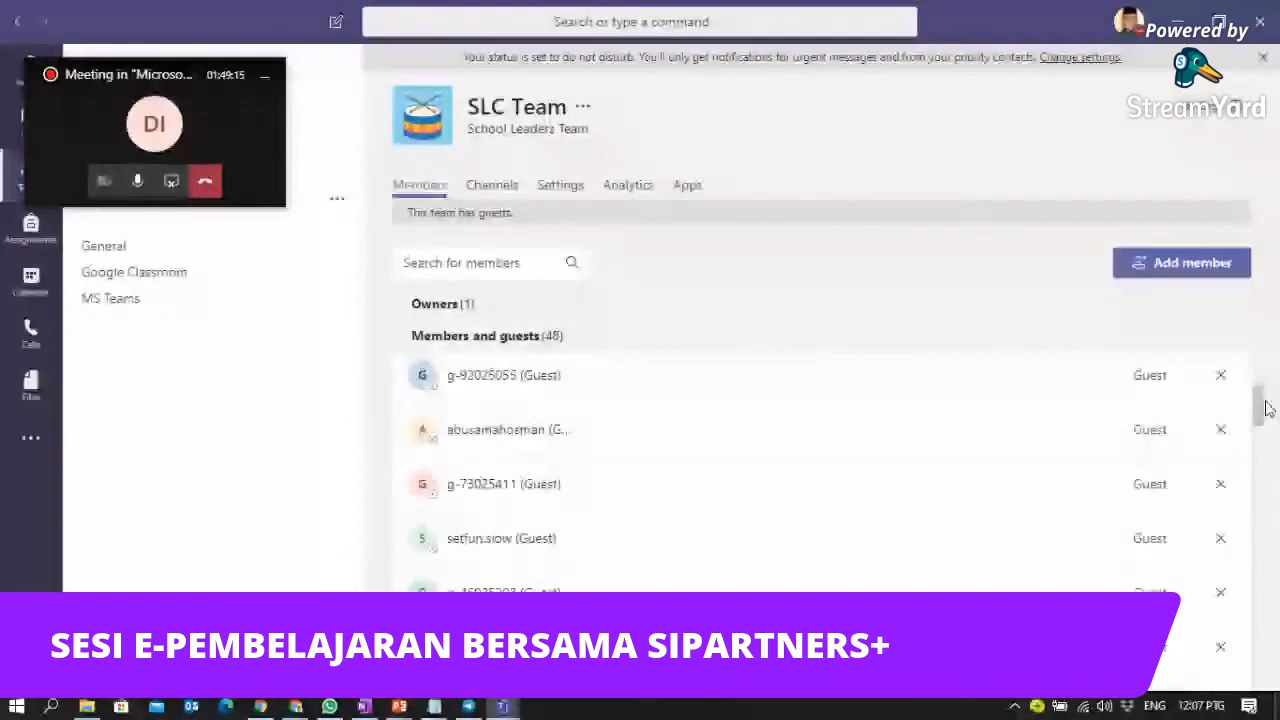 Search or type a command
Powered by
StreamYard
Your status is set to do not disturb. You'll only get notifications for urgent messages and from your priority contacts. Change settings.
Meeting in "Microso...
01:49:15
DI
SLC Team ...
School Leaders Team
Members
Channels
Settings
Analytics
Apps
This team has guests.
Assignments
Calls
Files
General
Google Classroom
MS Teams
Search for members
Add member
Owners (1)
Members and guests (48)
G
g-93025055 (Guest)
Guest
A
abusamahosman (G...
Guest
G
g-73025411 (Guest)
Guest
S
setfun.siow (Guest)
Guest
SESI E-PEMBELAJARAN BERSAMA SIPARTNERS+
ENG
12:07 PTG